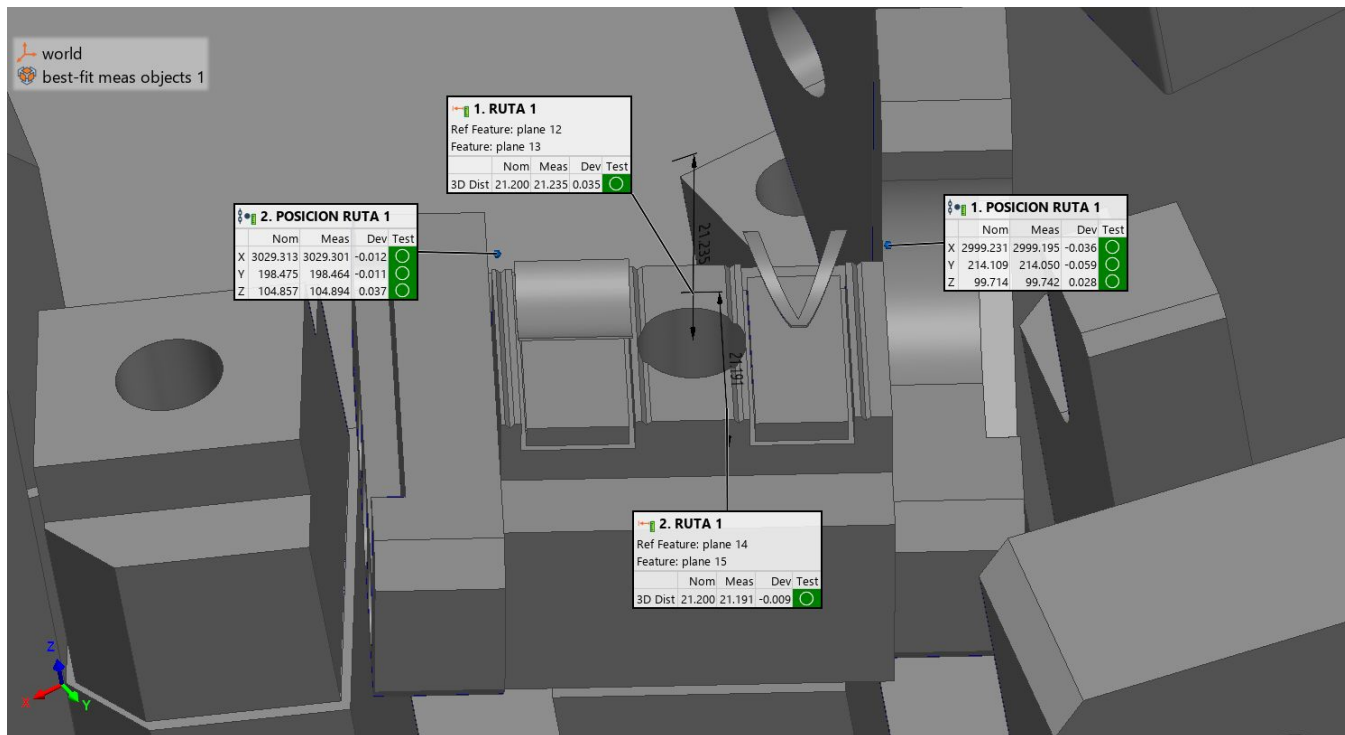 world
best-fit meas objects 1
1. RUTA 1
Ref Feature: plane 12
Feature: plane 13
Nom Meas Dev Test
3D Dist 21.200 21.235 0.035
2. POSICION RUTA 1
Nom Meas Dev Test
X 3029.313 3029.301 -0.012
Y 198.475 198.464 -0.011
Z 104.857 104.894 0.037
1. POSICION RUTA 1
Nom Meas Dev Test
X 2999.231 2999.195 -0.036
Y 214.109 214.050 -0.059
Z 99.714 99.742 0.028
21.235
21.191
2. RUTA 1
Ref Feature: plane 14
Feature: plane 15
Nom Meas Dev Test
3D Dist 21.200 21.191 -0.009
Z
X
Y